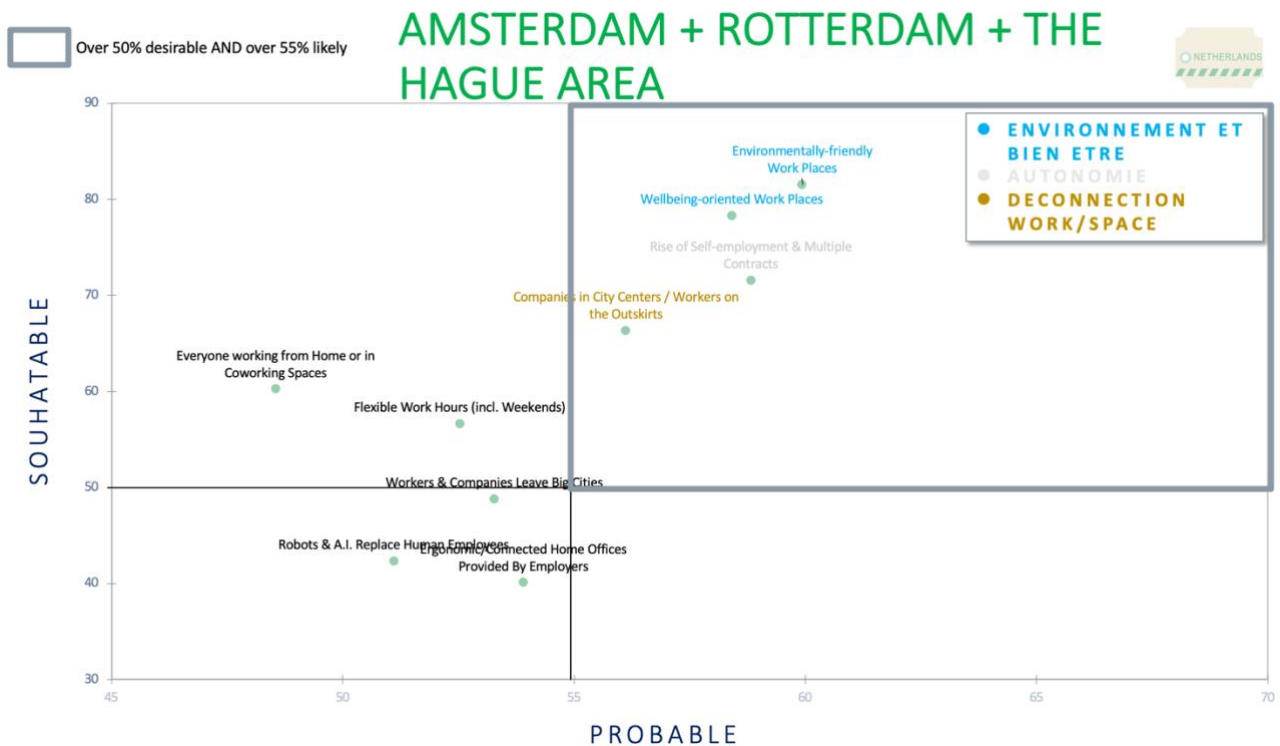 Over 50% desirable AND over 55% likely
AMSTERDAM + ROTTERDAM + THE
HAGUE AREA
NETHERLANDS
ENVIRONNEMENT ET
BIEN ETRE
AUTONOMIE
DECONNECTION
WORK/SPACE
SOUHATABLE
90
80
70
60
50
40
30
Environmentally-friendly
Work Places
Wellbeing-oriented Work Places
Rise of Self-employment & Multiple
Contracts
Companies in City Centers / Workers on
the Outskirts
Everyone working from Home or in
Coworking Spaces
Flexible Work Hours (incl. Weekends)
Workers & Companies Leave Big Cities
Robots & A.I. Replace Human Employees
Ergonomic/Connected Home Offices
Provided By Employers
45
50
55
60
65
70
PROBABLE